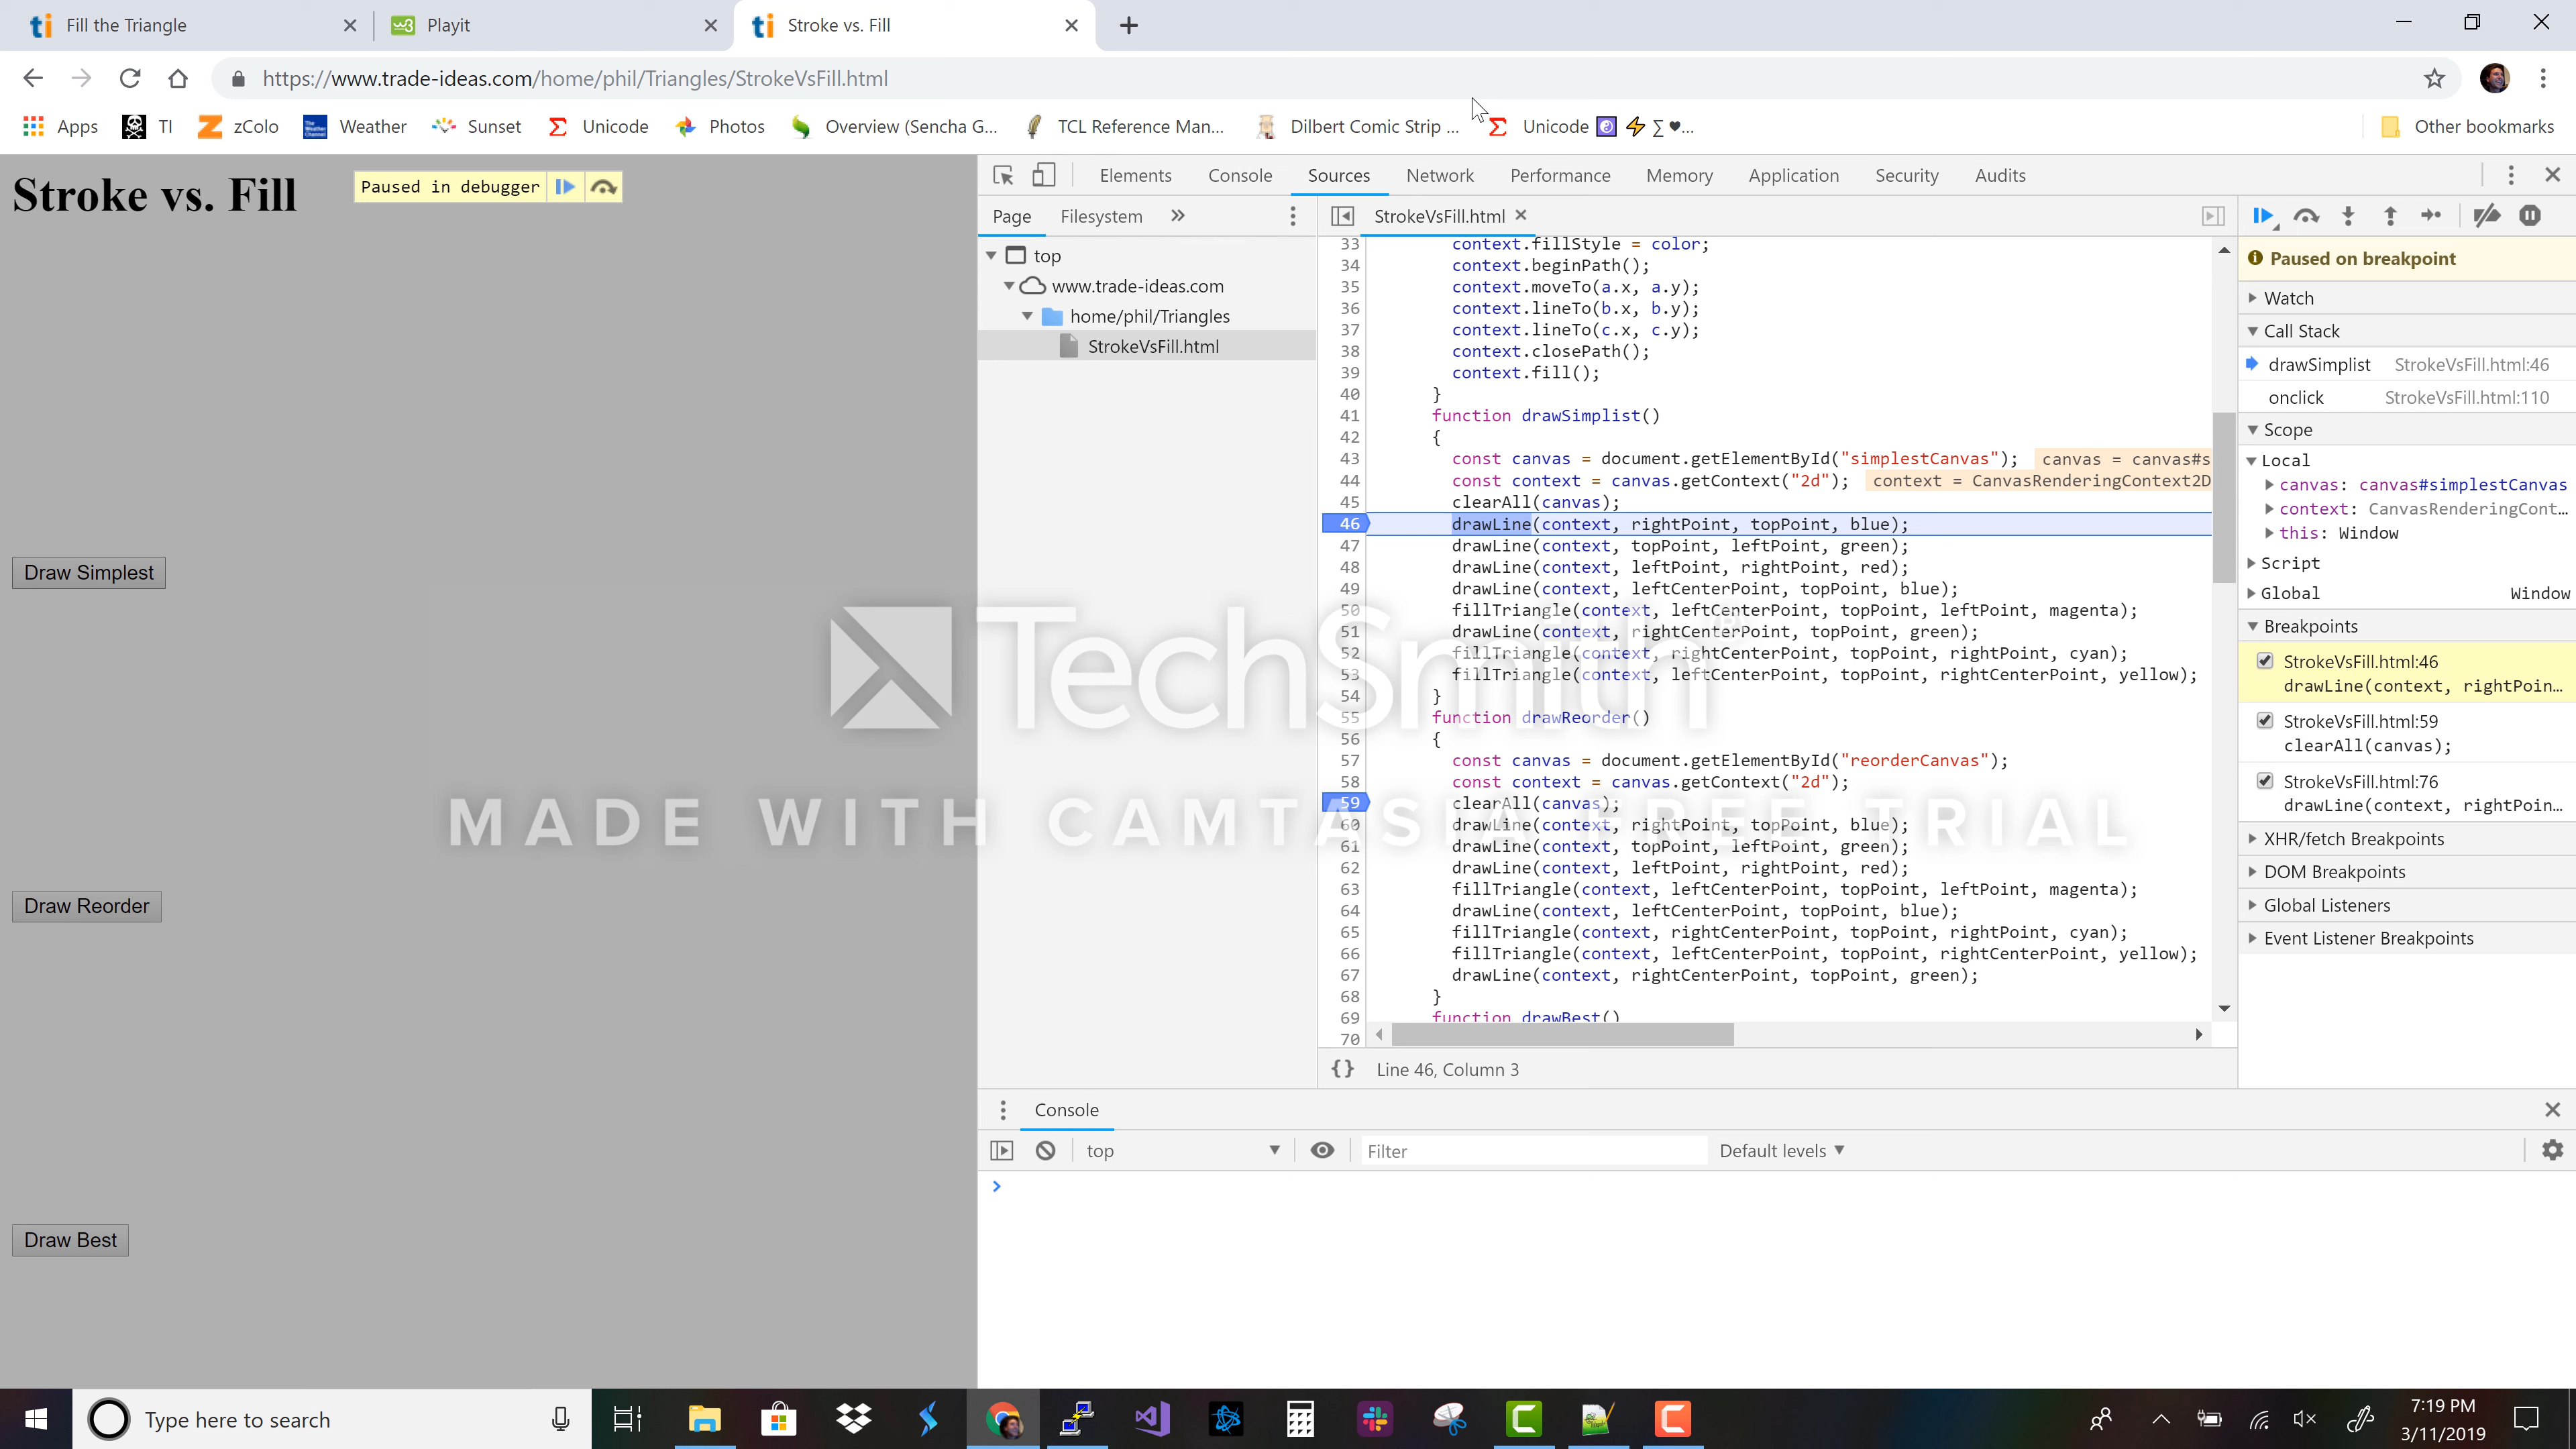 Fill the Triangle
Playit
Stroke vs. Fill
https://www.trade-ideas.com/home/phil/Triangles/StrokeVsFill.html
Apps
TI
zColo
Weather
Sunset
Unicode
Photos
Overview (Sencha G...
TCL Reference Man...
Dilbert Comic Strip ...
Unicode ☯ ⚡ ∑ ♥...
Other bookmarks
Stroke vs. Fill
Paused in debugger
Draw Simplest
Draw Reorder
Draw Best
Elements
Console
Sources
Network
Performance
Memory
Application
Security
Audits
Page
Filesystem
»
top
www.trade-ideas.com
home/phil/Triangles
StrokeVsFill.html
StrokeVsFill.html
33 context.fillStyle = color;
34 context.beginPath();
35 context.moveTo(a.x, a.y);
36 context.lineTo(b.x, b.y);
37 context.lineTo(c.x, c.y);
38 context.closePath();
39 context.fill();
40 }
41 function drawSimplist()
42 {
43 const canvas = document.getElementById("simplestCanvas"); canvas = canvas#s
44 const context = canvas.getContext("2d"); context = CanvasRenderingContext2D
45 clearAll(canvas);
46 drawLine(context, rightPoint, topPoint, blue);
47 drawLine(context, topPoint, leftPoint, green);
48 drawLine(context, leftPoint, rightPoint, red);
49 drawLine(context, leftCenterPoint, topPoint, blue);
50 fillTriangle(context, leftCenterPoint, topPoint, leftPoint, magenta);
51 drawLine(context, rightCenterPoint, topPoint, green);
52 fillTriangle(context, rightCenterPoint, topPoint, rightPoint, cyan);
53 fillTriangle(context, leftCenterPoint, topPoint, rightCenterPoint, yellow);
54 }
55 function drawReorder()
56 {
57 const canvas = document.getElementById("reorderCanvas");
58 const context = canvas.getContext("2d");
59 clearAll(canvas);
60 drawLine(context, rightPoint, topPoint, blue);
61 drawLine(context, topPoint, leftPoint, green);
62 drawLine(context, leftPoint, rightPoint, red);
63 fillTriangle(context, leftCenterPoint, topPoint, leftPoint, magenta);
64 drawLine(context, leftCenterPoint, topPoint, blue);
65 fillTriangle(context, rightCenterPoint, topPoint, rightPoint, cyan);
66 fillTriangle(context, leftCenterPoint, topPoint, rightCenterPoint, yellow);
67 drawLine(context, rightCenterPoint, topPoint, green);
68 }
69 function drawBest()
70
{} Line 46, Column 3
Paused on breakpoint
Watch
Call Stack
drawSimplist StrokeVsFill.html:46
onclick StrokeVsFill.html:110
Scope
Local
canvas: canvas#simplestCanvas
context: CanvasRenderingCont...
this: Window
Script
Global Window
Breakpoints
StrokeVsFill.html:46
drawLine(context, rightPoin...
StrokeVsFill.html:59
clearAll(canvas);
StrokeVsFill.html:76
drawLine(context, rightPoin...
XHR/fetch Breakpoints
DOM Breakpoints
Global Listeners
Event Listener Breakpoints
TechSmith®
MADE WITH CAMTASIA FREE TRIAL
Console
top
Filter
Default levels
>
Type here to search
7:19 PM
3/11/2019